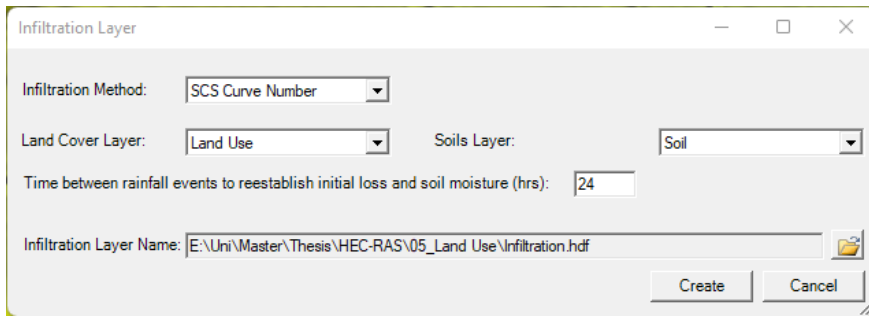 Infiltration Layer
Infiltration Method: SCS Curve Number
Land Cover Layer: Land Use Soils Layer: Soil
Time between rainfall events to reestablish initial loss and soil moisture (hrs): 24
Infiltration Layer Name: E:\Uni\Master\Thesis\HEC-RAS\05_Land Use\Infiltration.hdf
Create Cancel